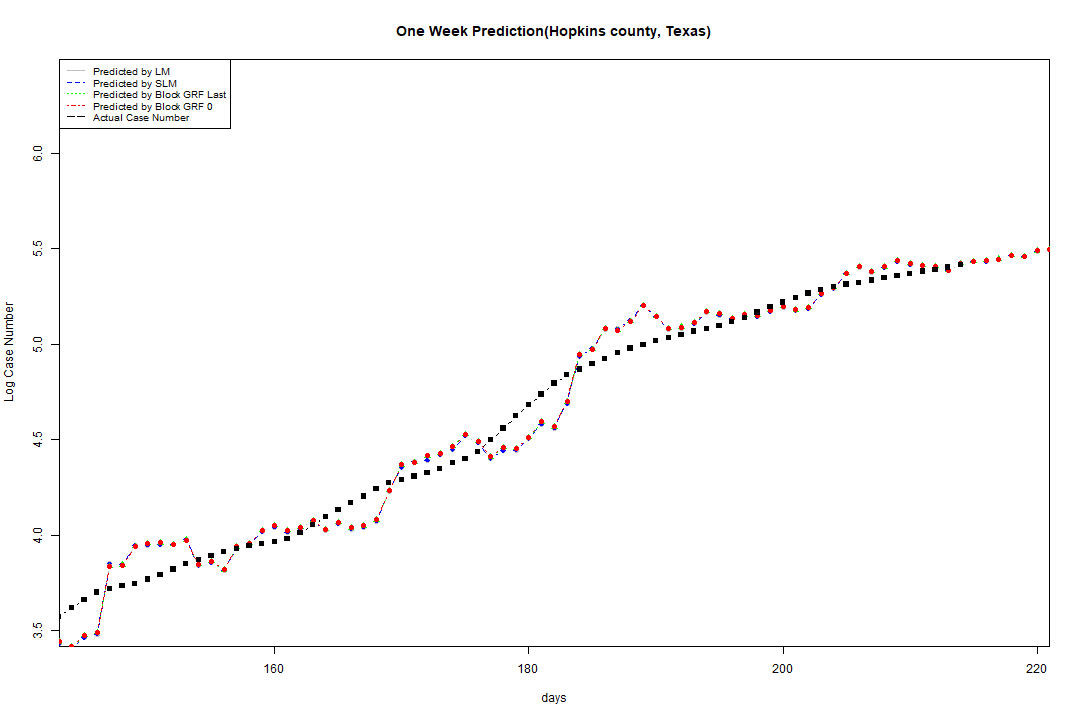 One Week Prediction(Hopkins county, Texas)
Predicted by LM
Predicted by SLM
Predicted by Block GRF Last
Predicted by Block GRF 0
Actual Case Number
6.0
5.5
5.0
4.5
4.0
3.5
Log Case Number
160
180
200
220
days